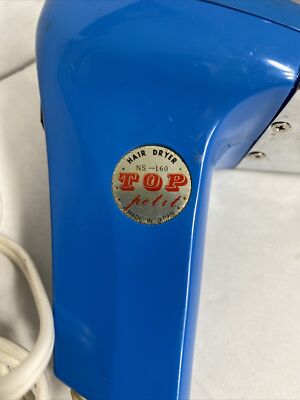 HAIR DRYER
NS-160
TOP
petit
MADE IN JAPAN